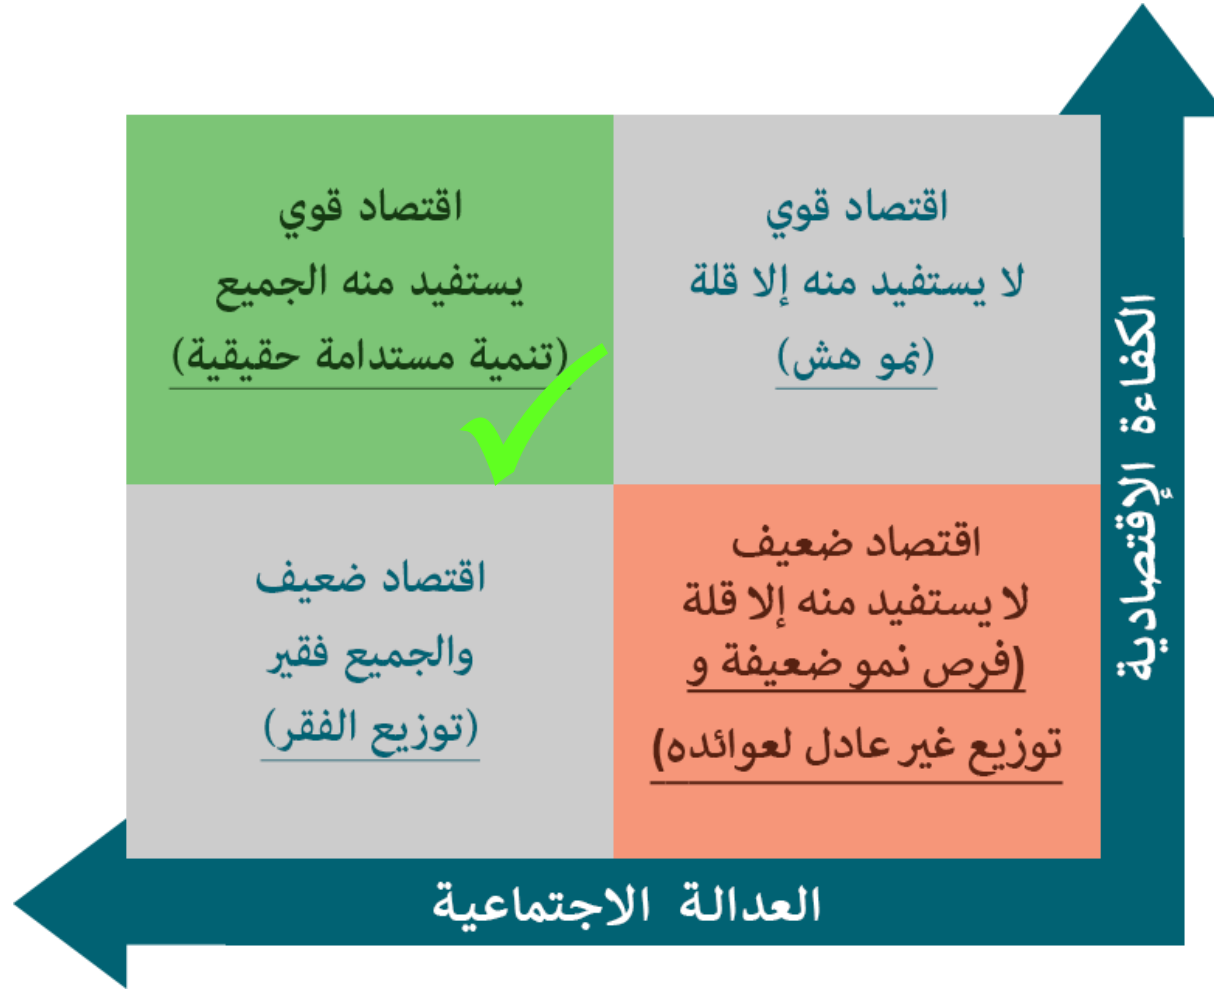 اقتصاد قوي
لا يستفيد منه إلا قلة
(نمو هش)
اقتصاد قوي
يستفيد منه الجميع
(تنمية مستدامة حقيقية)
اقتصاد ضعيف
لا يستفيد منه إلا قلة
(فرص نمو ضعيفة و
توزيع غير عادل لعوائده)
اقتصاد ضعيف
والجميع فقير
(توزيع الفقر)
الكفاءة الإقتصادية
العدالة الاجتماعية